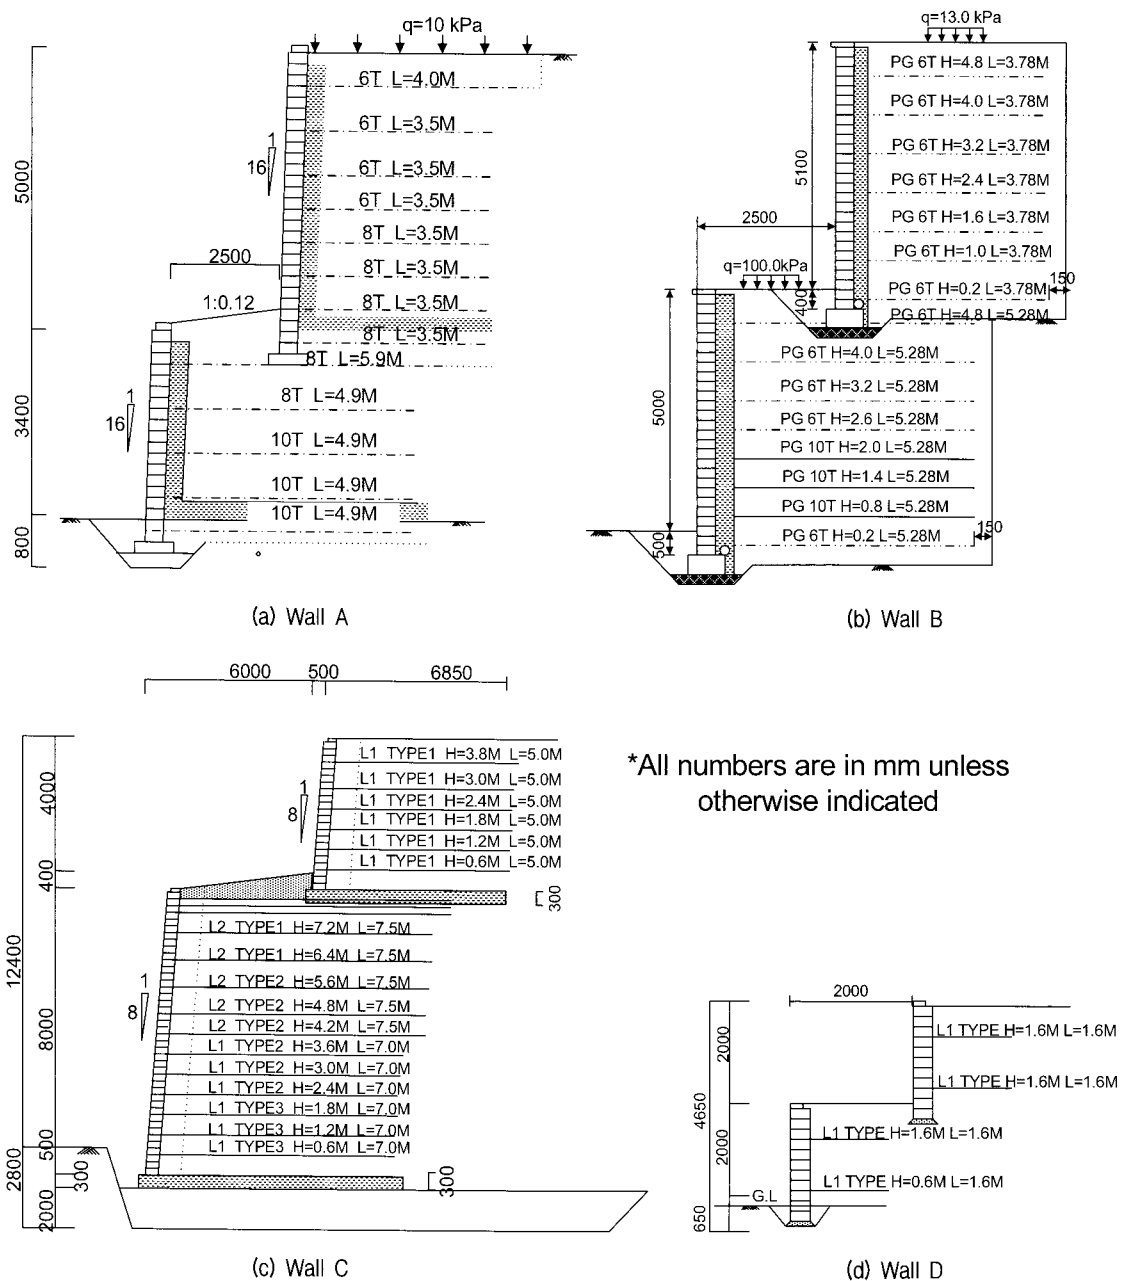 q=10 kPa
6T L=4.0M
6T L=3.5M
6T L=3.5M
6T L=3.5M
8T L=3.5M
8T L=3.5M
8T L=3.5M
8T L=3.5M
8T L=5.9M
8T L=4.9M
10T L=4.9M
10T L=4.9M
10T L=4.9M
5000
3400
800
1
16
2500
1:0.12
1
16
(a) Wall A
q=13.0 kPa
PG 6T H=4.8 L=3.78M
PG 6T H=4.0 L=3.78M
PG 6T H=3.2 L=3.78M
PG 6T H=2.4 L=3.78M
PG 6T H=1.6 L=3.78M
PG 6T H=1.0 L=3.78M
PG 6T H=0.2 L=3.78M
PG 6T H=4.8 L=5.28M
PG 6T H=4.0 L=5.28M
PG 6T H=3.2 L=5.28M
PG 6T H=2.6 L=5.28M
PG 10T H=2.0 L=5.28M
PG 10T H=1.4 L=5.28M
PG 10T H=0.8 L=5.28M
PG 6T H=0.2 L=5.28M
5100
2500
q=100.0kPa
400
150
5000
500
150
(b) Wall B
6000 500 6850
L1 TYPE1 H=3.8M L=5.0M
L1 TYPE1 H=3.0M L=5.0M
L1 TYPE1 H=2.4M L=5.0M
L1 TYPE1 H=1.8M L=5.0M
L1 TYPE1 H=1.2M L=5.0M
L1 TYPE1 H=0.6M L=5.0M
1
8
300
L2 TYPE1 H=7.2M L=7.5M
L2 TYPE1 H=6.4M L=7.5M
L2 TYPE2 H=5.6M L=7.5M
L2 TYPE2 H=4.8M L=7.5M
L2 TYPE2 H=4.2M L=7.5M
L1 TYPE2 H=3.6M L=7.0M
L1 TYPE2 H=3.0M L=7.0M
L1 TYPE2 H=2.4M L=7.0M
L1 TYPE3 H=1.8M L=7.0M
L1 TYPE3 H=1.2M L=7.0M
L1 TYPE3 H=0.6M L=7.0M
1
8
300
4000
400
12400
8000
500
2800
300
2000
(c) Wall C
*All numbers are in mm unless
otherwise indicated
2000
L1 TYPE H=1.6M L=1.6M
L1 TYPE H=1.6M L=1.6M
L1 TYPE H=1.6M L=1.6M
L1 TYPE H=0.6M L=1.6M
2000
4650
2000
G.L
650
(d) Wall D